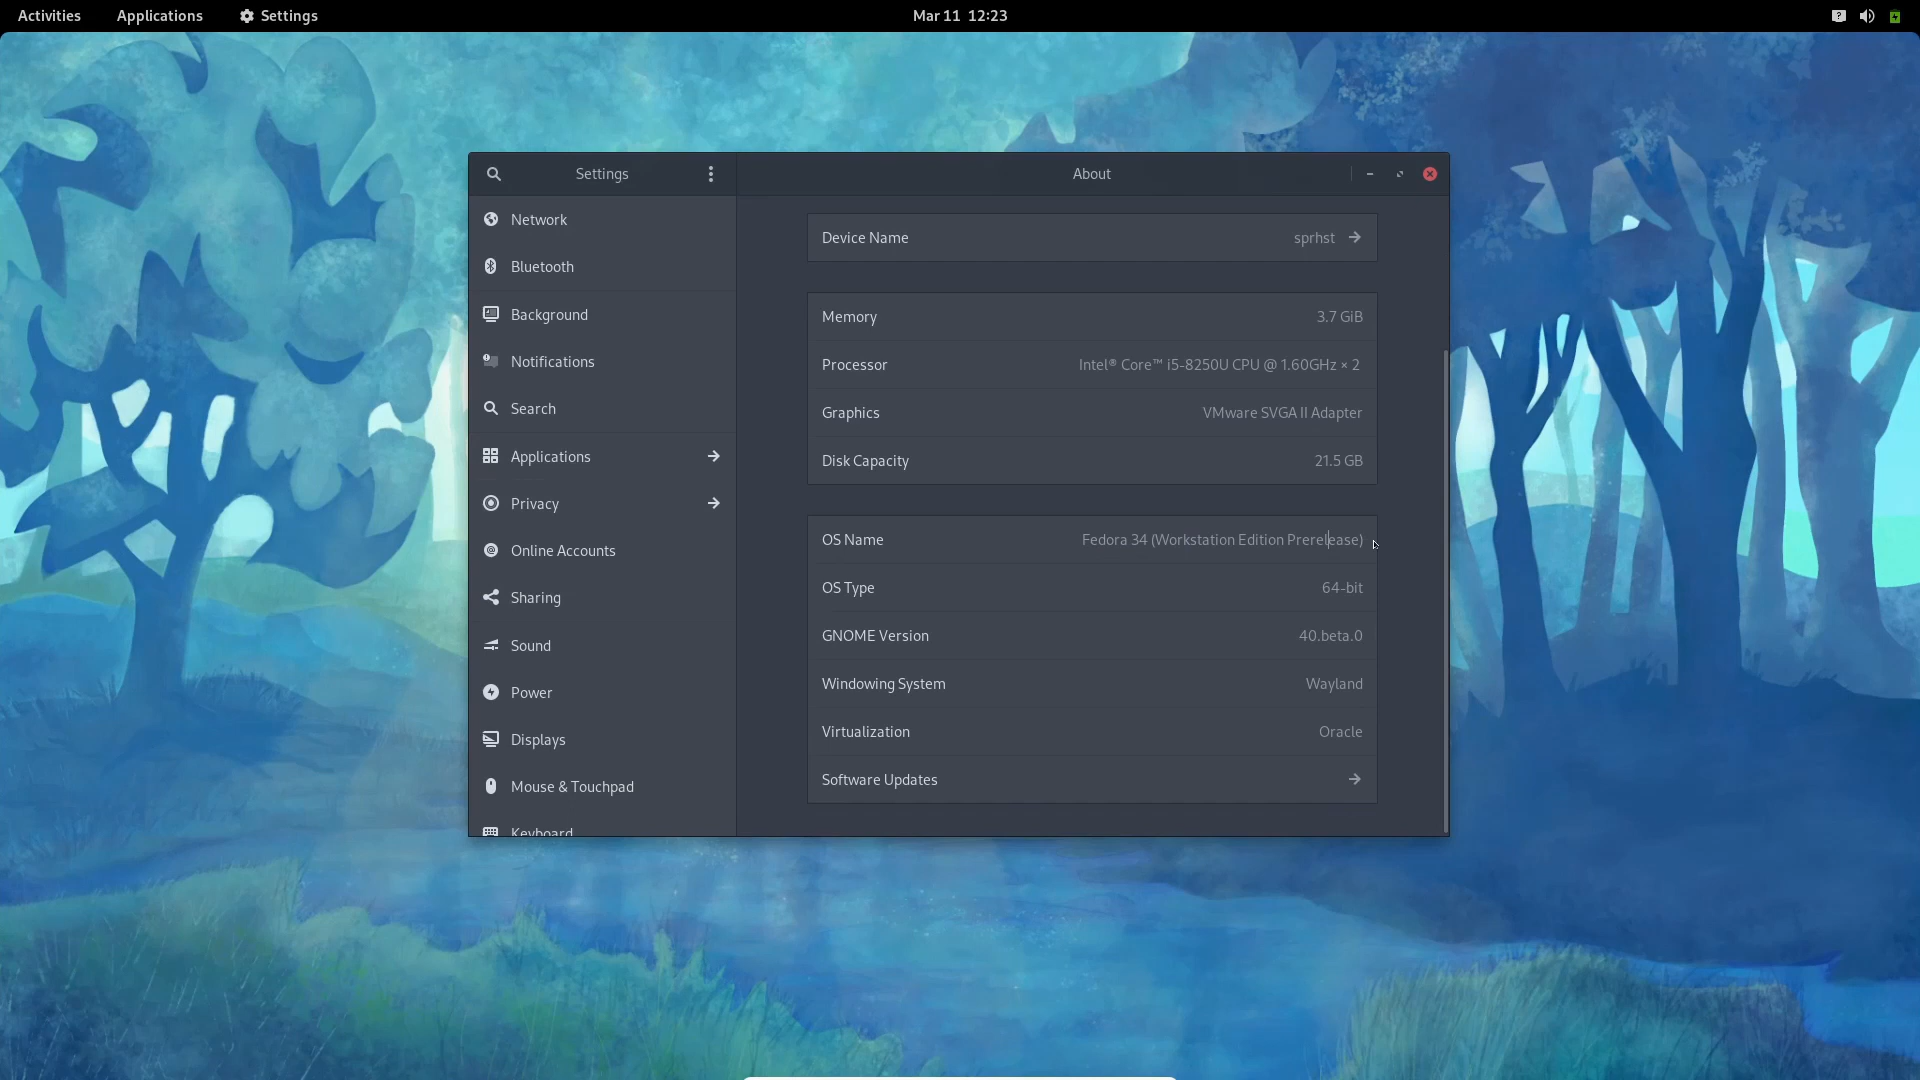 Activities Applications Settings Mar 11 12:23
Settings
Network
Bluetooth
Background
Notifications
Search
Applications
Privacy
Online Accounts
Sharing
Sound
Power
Displays
Mouse & Touchpad
Keyboard
About
Device Name sprhst
Memory 3.7 GiB
Processor Intel® Core™ i5-8250U CPU @ 1.60GHz × 2
Graphics VMware SVGA II Adapter
Disk Capacity 21.5 GB
OS Name Fedora 34 (Workstation Edition Prerelease)
OS Type 64-bit
GNOME Version 40.beta.0
Windowing System Wayland
Virtualization Oracle
Software Updates